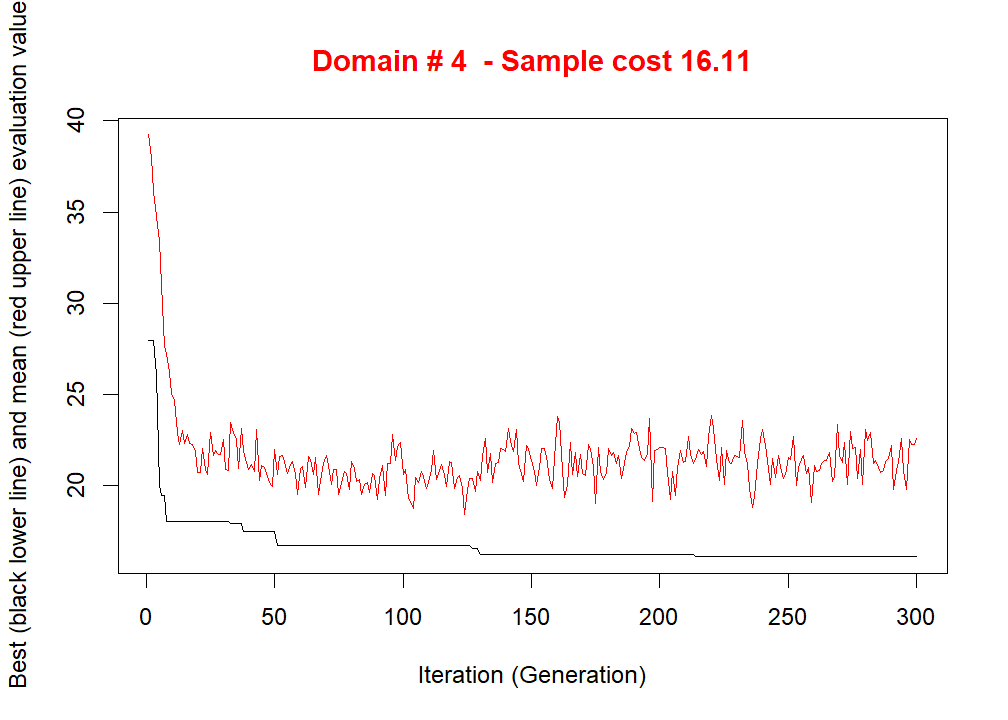 Domain # 4  - Sample cost 16.11
Best (black lower line) and mean (red upper line) evaluation value
40
35
30
25
20
0 50 100 150 200 250 300
Iteration (Generation)